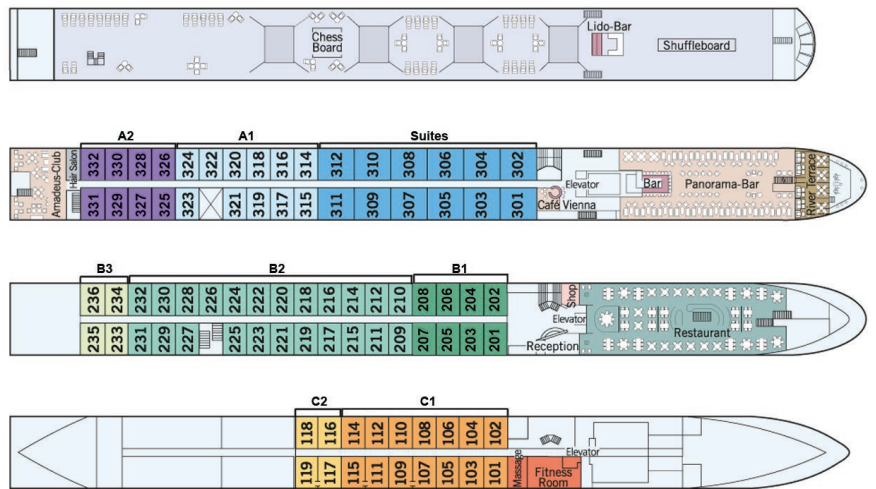 Chess
Board
Lido-Bar
Shuffleboard
A2
A1
Suites
Amadeus-Club
Hair Salon
332 330 328 326 324 322 320 318 316 314 312 310 308 306 304 302
331 329 327 325 323 321 319 317 315 311 309 307 305 303 301
Elevator
Café Vienna
Bar
Panorama-Bar
River Terrace
B3
B2
B1
236 234 232 230 228 226 224 222 220 218 216 214 212 210 208 206 204 202
235 233 231 229 227 225 223 221 219 217 215 211 209 207 205 203 201
Shop
Elevator
Reception
Restaurant
C2
C1
118 116 114 112 110 108 106 104 102
119 117 115 111 109 107 105 103 101
Massage
Fitness
Room
Elevator